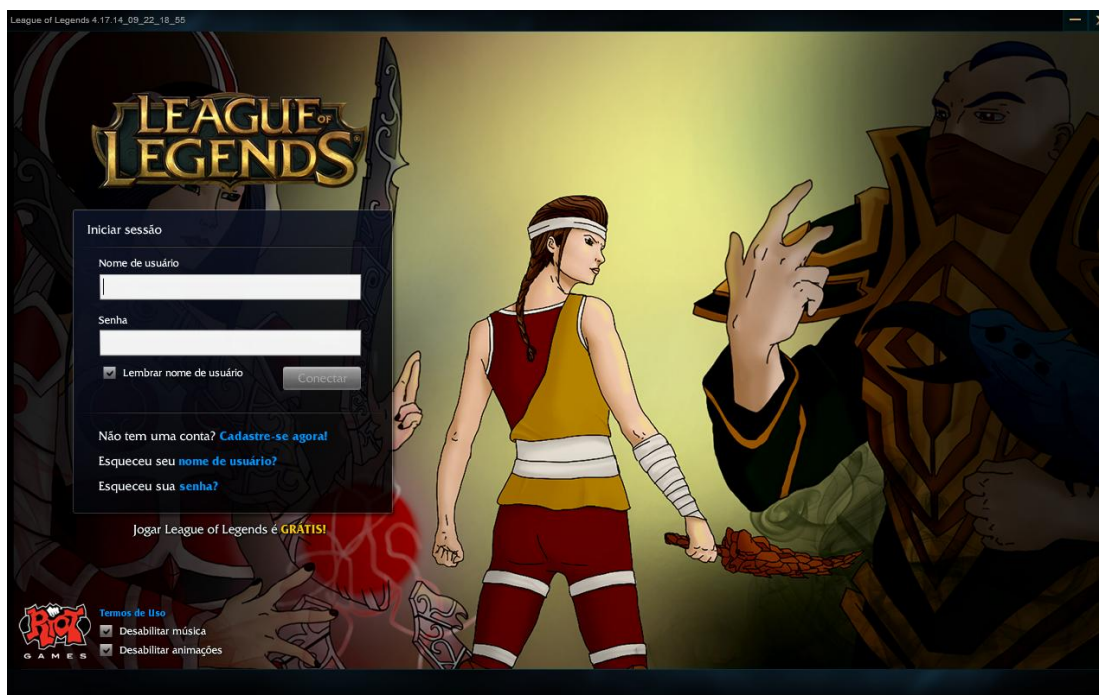 League of Legends 4.17.14_09_22_18_55
LEAGUE OF
LEGENDS
Iniciar sessão
Nome de usuário
Senha
Lembrar nome de usuário
Conectar
Não tem uma conta? Cadastre-se agora!
Esqueceu seu nome de usuário?
Esqueceu sua senha?
Jogar League of Legends é GRÁTIS!
Termos de Uso
RIOT
GAMES
Desabilitar música
Desabilitar animações